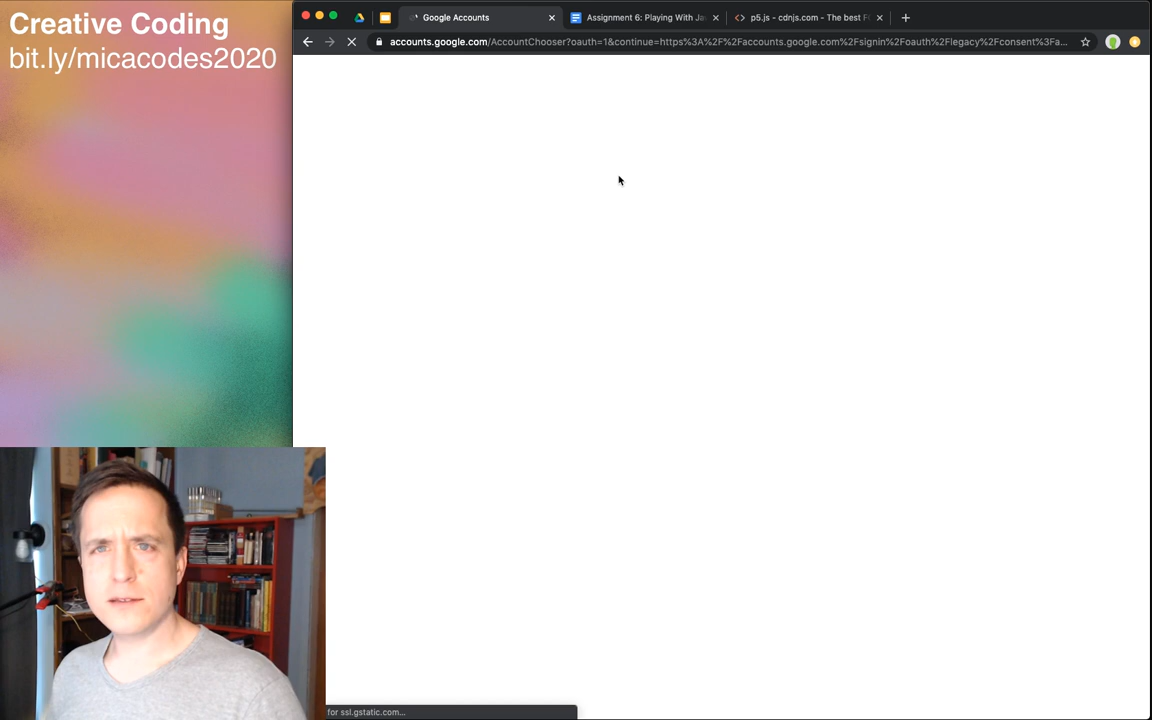 Creative Coding
bit.ly/micacodes2020
Google Accounts
Assignment 6: Playing With Ja
p5.js - cdnjs.com - The best F
accounts.google.com/AccountChooser?oauth=1&continue=https%3A%2F%2Faccounts.google.com%2Fsignin%2Foauth%2Flegacy%2Fconsent%3Fa...
for ssl.gstatic.com...